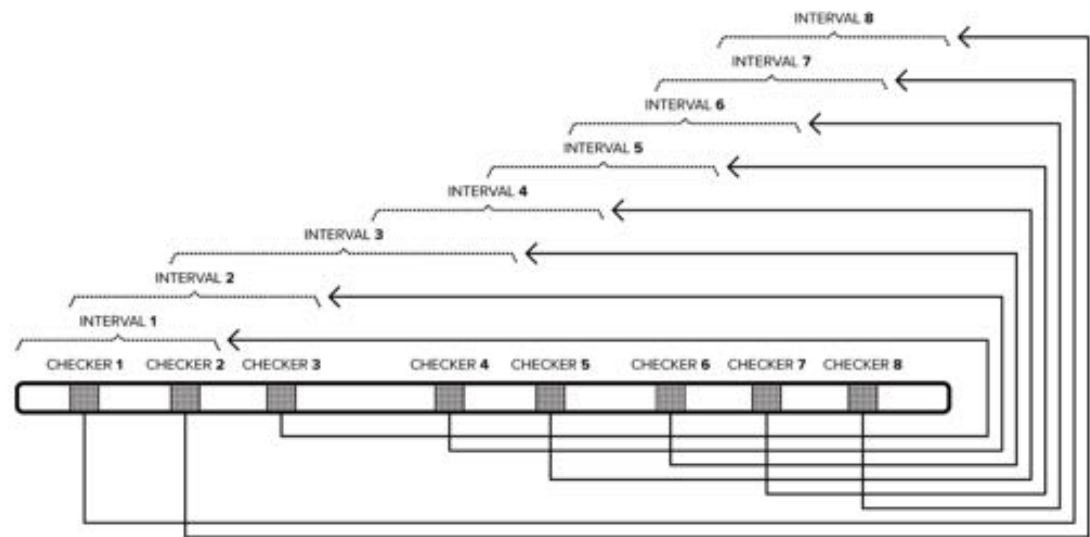 INTERVAL 8
INTERVAL 7
INTERVAL 6
INTERVAL 5
INTERVAL 4
INTERVAL 3
INTERVAL 2
INTERVAL 1
CHECKER 1 CHECKER 2 CHECKER 3 CHECKER 4 CHECKER 5 CHECKER 6 CHECKER 7 CHECKER 8